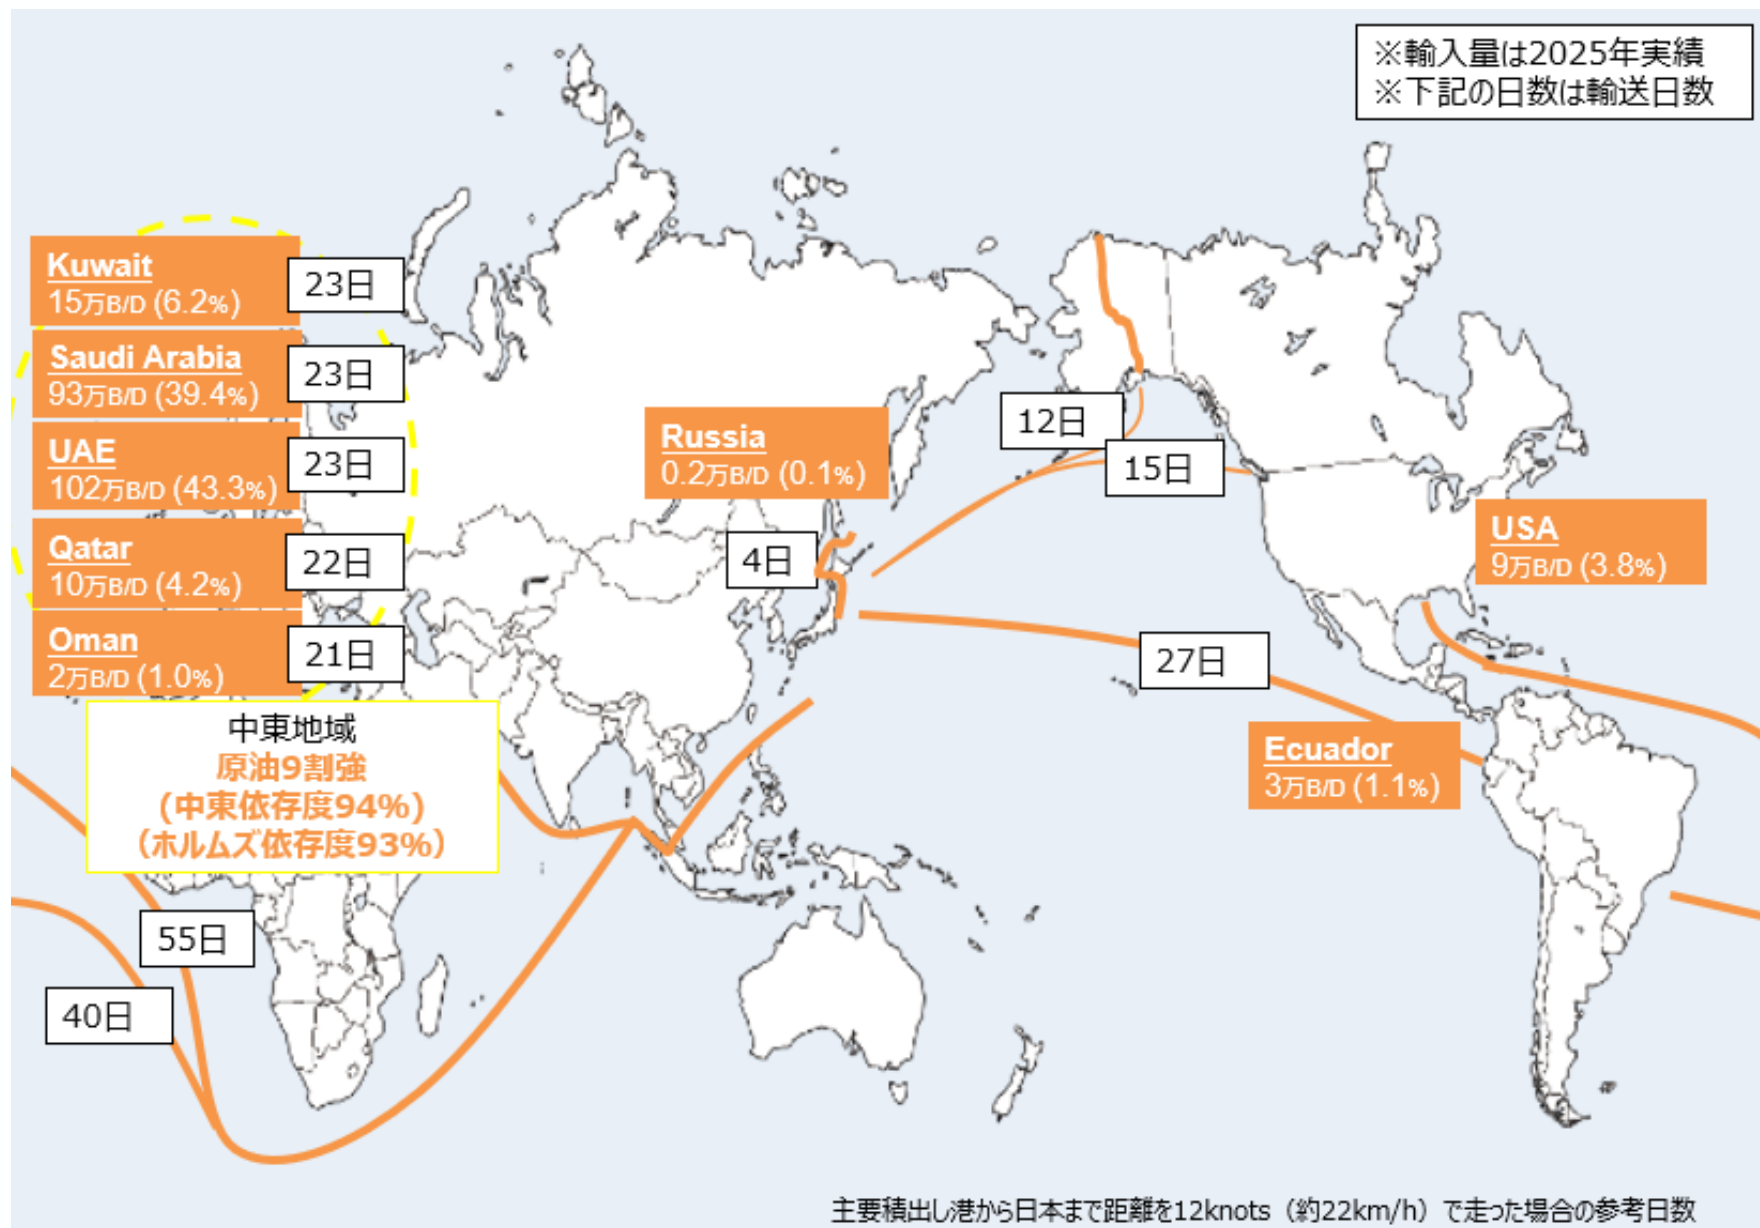 ※輸入量は2025年実績
※下記の日数は輸送日数
Kuwait
15万B/D (6.2%)
23日
Saudi Arabia
93万B/D (39.4%)
23日
UAE
102万B/D (43.3%)
23日
Qatar
10万B/D (4.2%)
22日
Oman
2万B/D (1.0%)
21日
中東地域
原油9割強
(中東依存度94%)
(ホルムズ依存度93%)
Russia
0.2万B/D (0.1%)
4日
12日
15日
USA
9万B/D (3.8%)
27日
Ecuador
3万B/D (1.1%)
55日
40日
主要積出し港から日本まで距離を12knots（約22km/h）で走った場合の参考日数